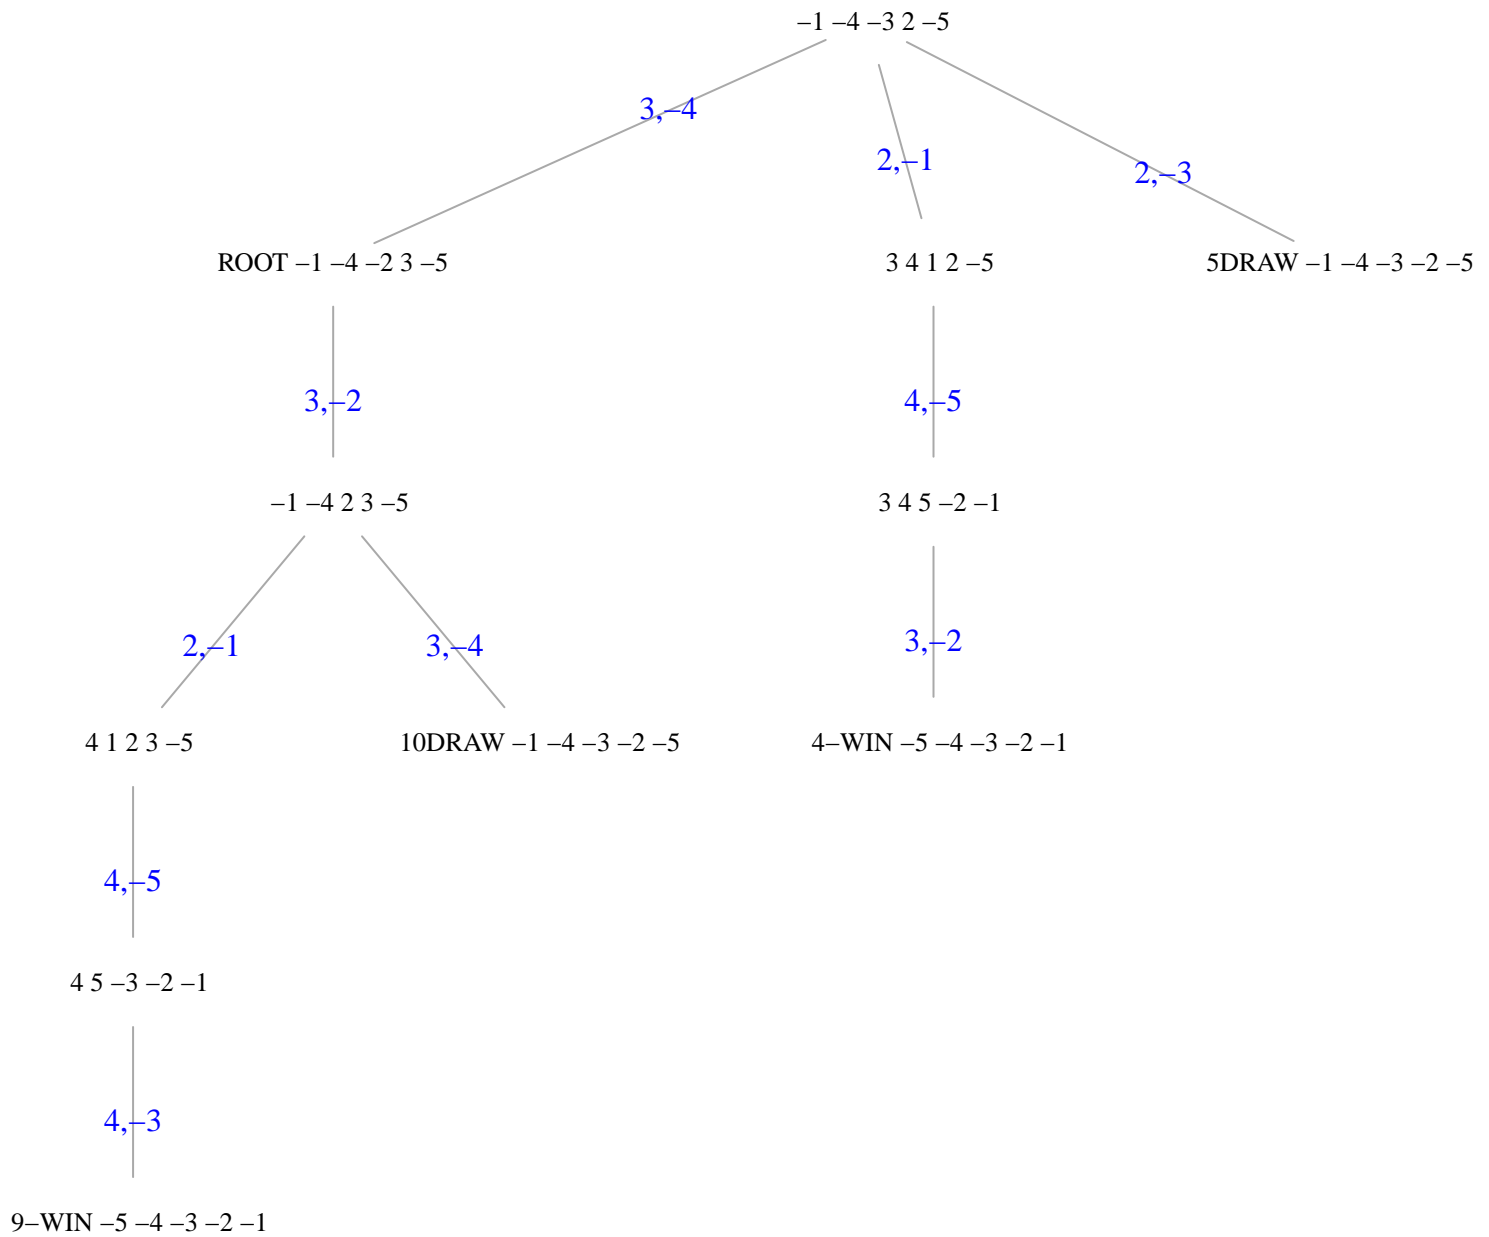 –1 –4 –3 2 –5
3,–4
2,–1
2,–3
ROOT –1 –4 –2 3 –5
3 4 1 2 –5
5DRAW –1 –4 –3 –2 –5
3,–2
4,–5
–1 –4 2 3 –5
3 4 5 –2 –1
2,–1
3,–4
3,–2
4 1 2 3 –5
10DRAW –1 –4 –3 –2 –5
4–WIN –5 –4 –3 –2 –1
4,–5
4 5 –3 –2 –1
4,–3
9–WIN –5 –4 –3 –2 –1